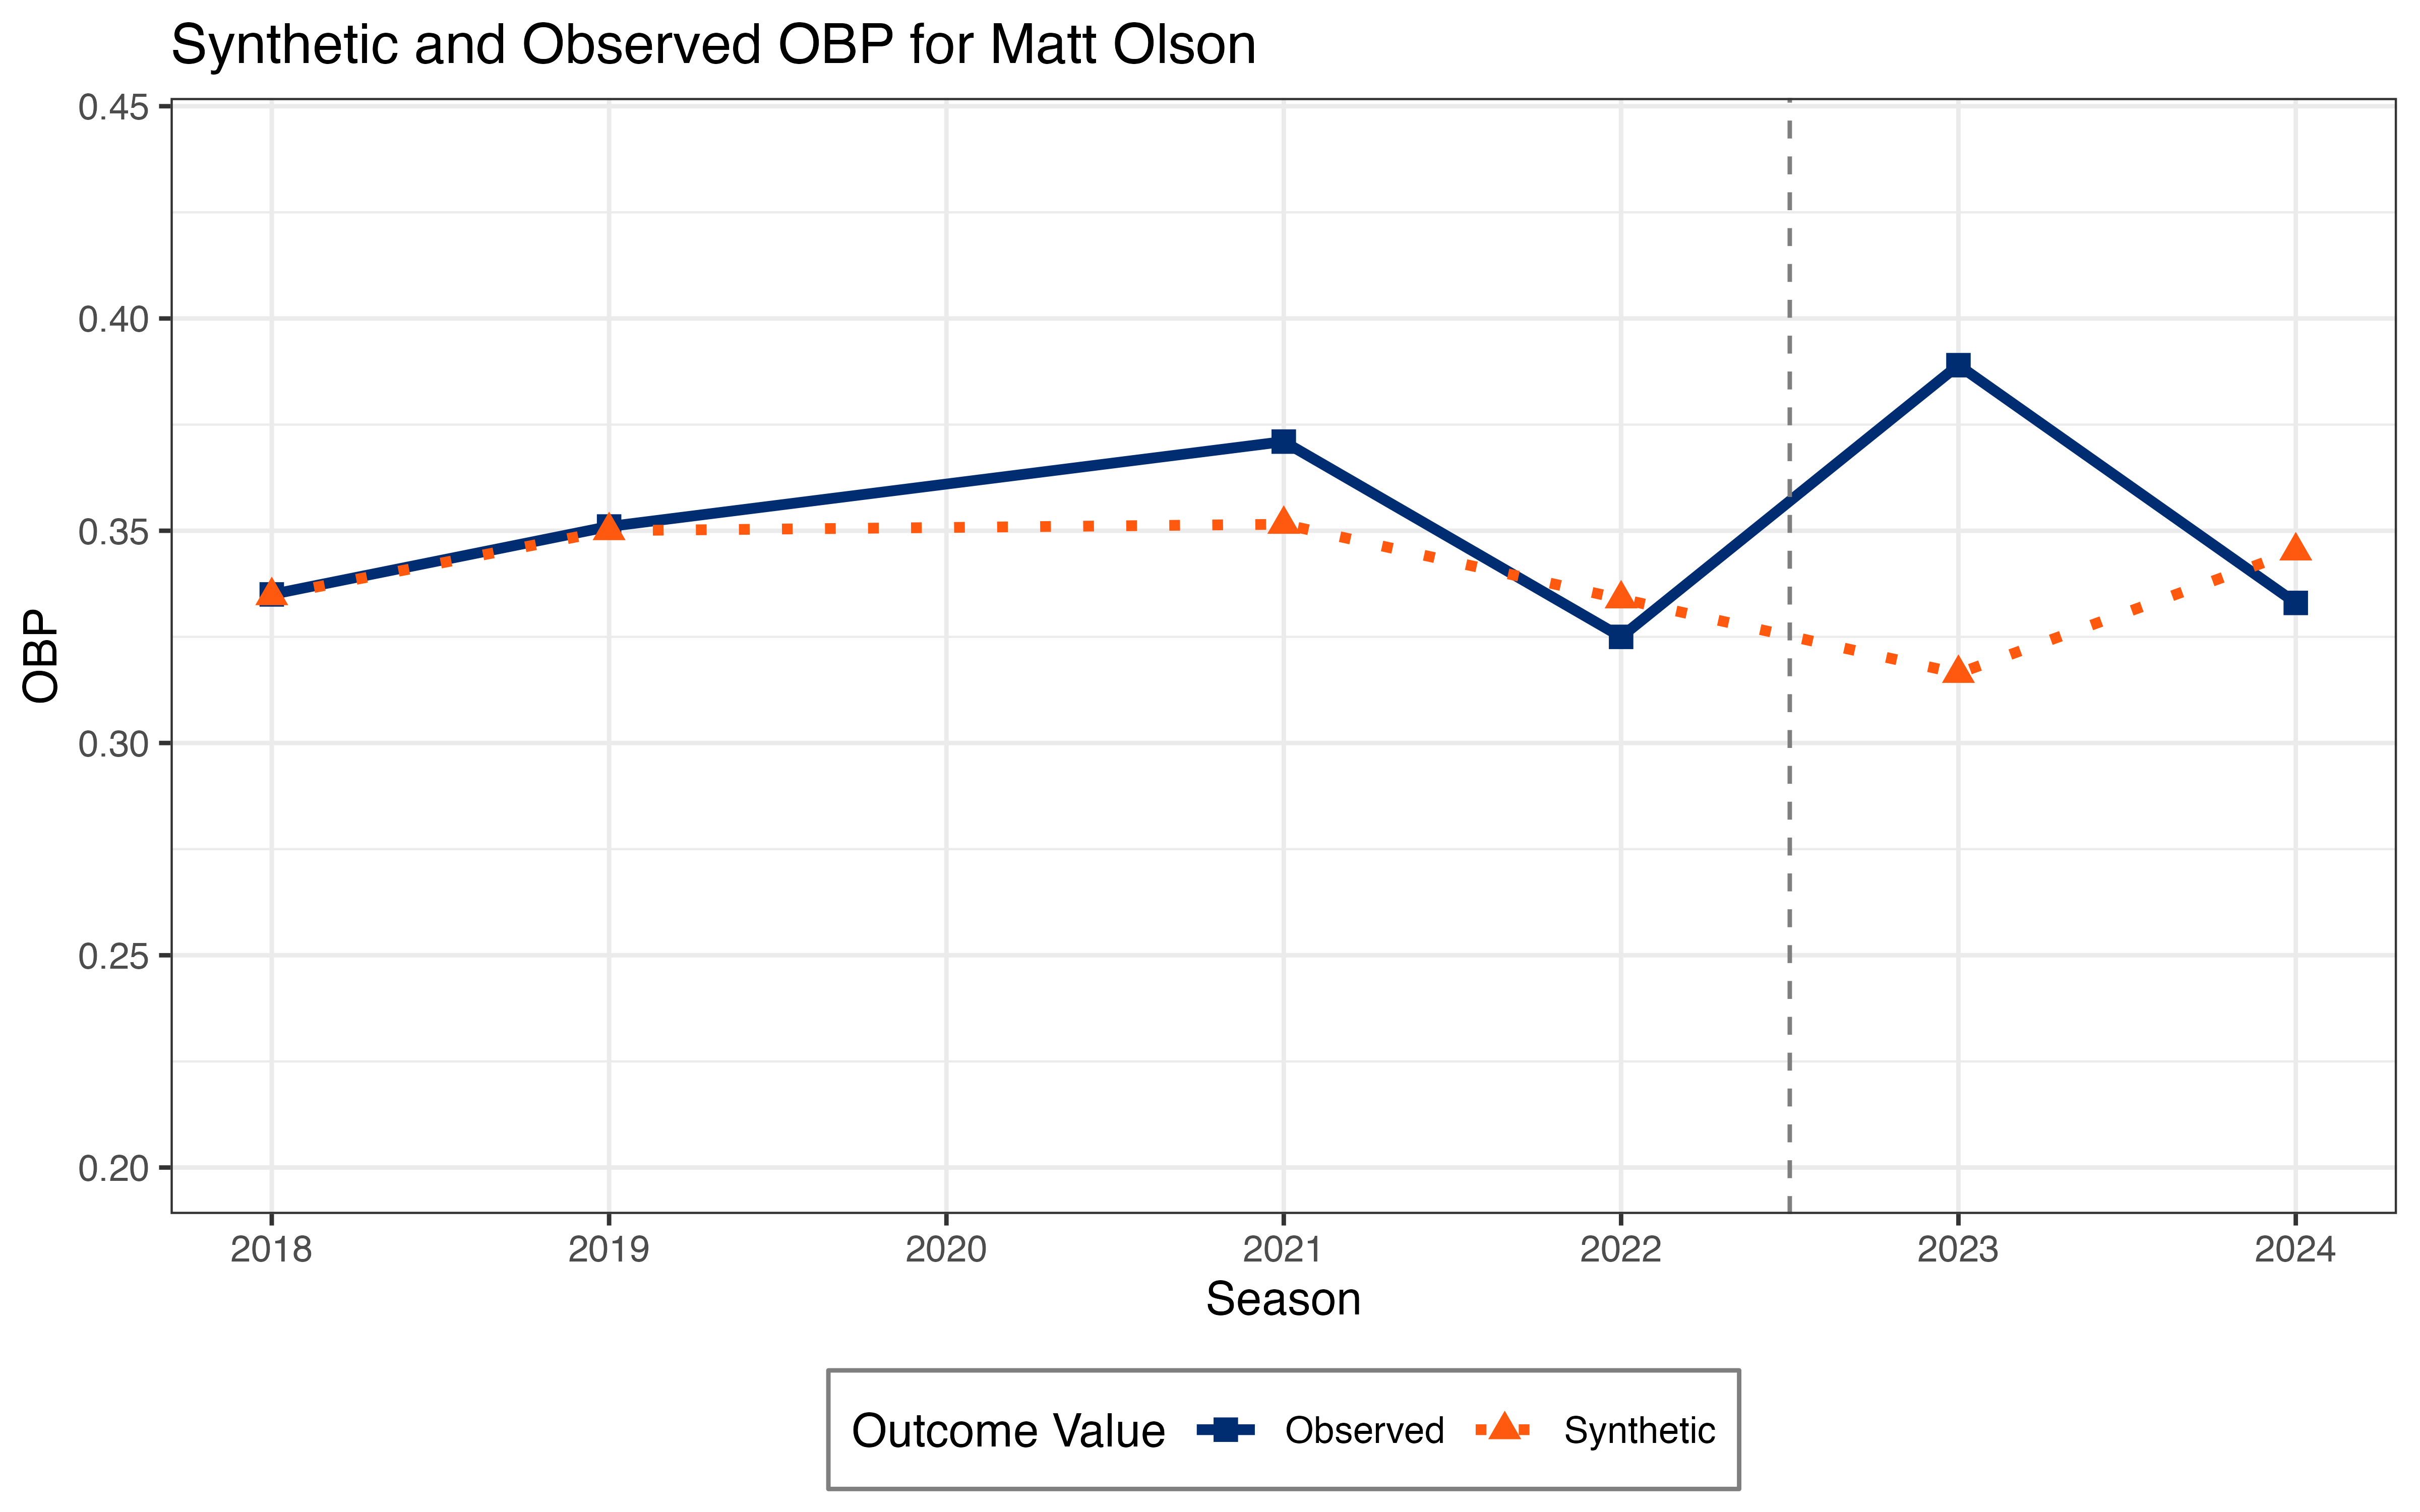 Synthetic and Observed OBP for Matt Olson
0.45
0.40
0.35
0.30
0.25
0.20
OBP
2018 2019 2020 2021 2022 2023 2024
Season
Outcome Value Observed Synthetic